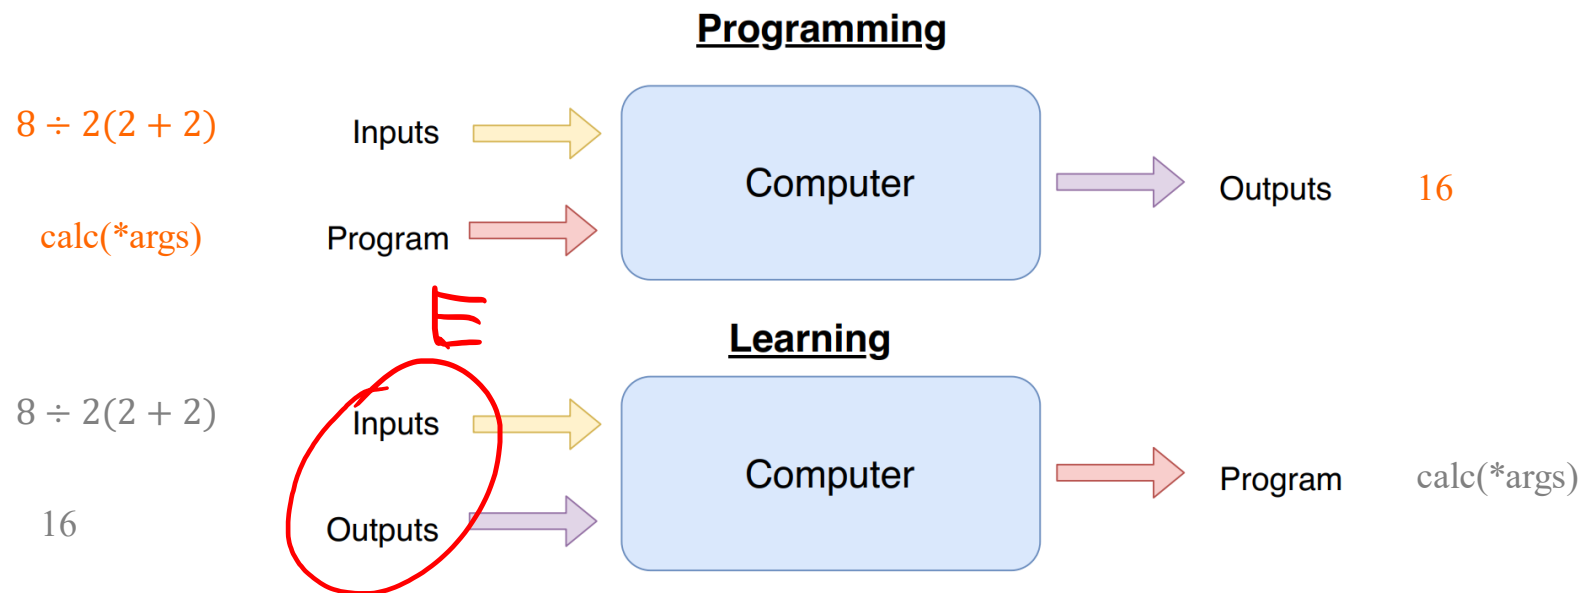 Programming
8 ÷ 2(2 + 2)
Inputs
Computer
calc(*args)
Program
Outputs
16
E
Learning
8 ÷ 2(2 + 2)
Inputs
Computer
16
Outputs
Program
calc(*args)